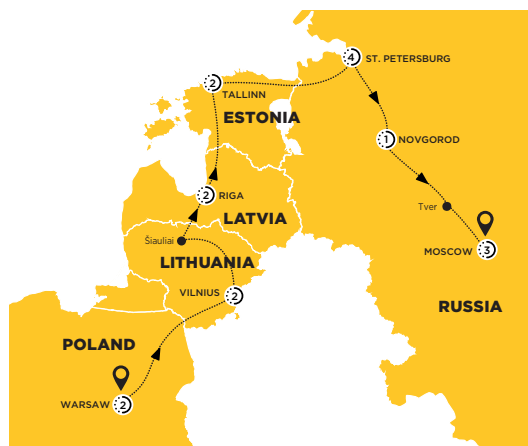 4
ST. PETERSBURG
2
TALLINN
ESTONIA
1
NOVGOROD
2
RIGA
LATVIA
Tver
Šiauliai
MOSCOW
3
LITHUANIA
VILNIUS
2
RUSSIA
POLAND
WARSAW
2